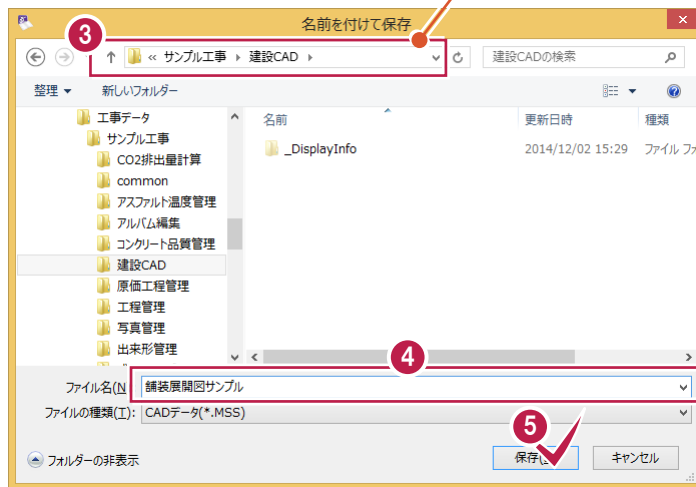 名前を付けて保存
3
« サンプル工事 建設CAD
建設CADの検索
整理 新しいフォルダー
工事データ
サンプル工事
CO2排出量計算
common
アスファルト温度管理
アルバム編集
コンクリート品質管理
建設CAD
原価工程管理
工程管理
写真管理
出来形管理
名前 更新日時 種類
_DisplayInfo 2014/12/02 15:29 ファイル フォ
4
ファイル名(N 舗装展開図サンプル
ファイルの種類(T): CADデータ(*.MSS)
5
フォルダーの非表示
保存( キャンセル